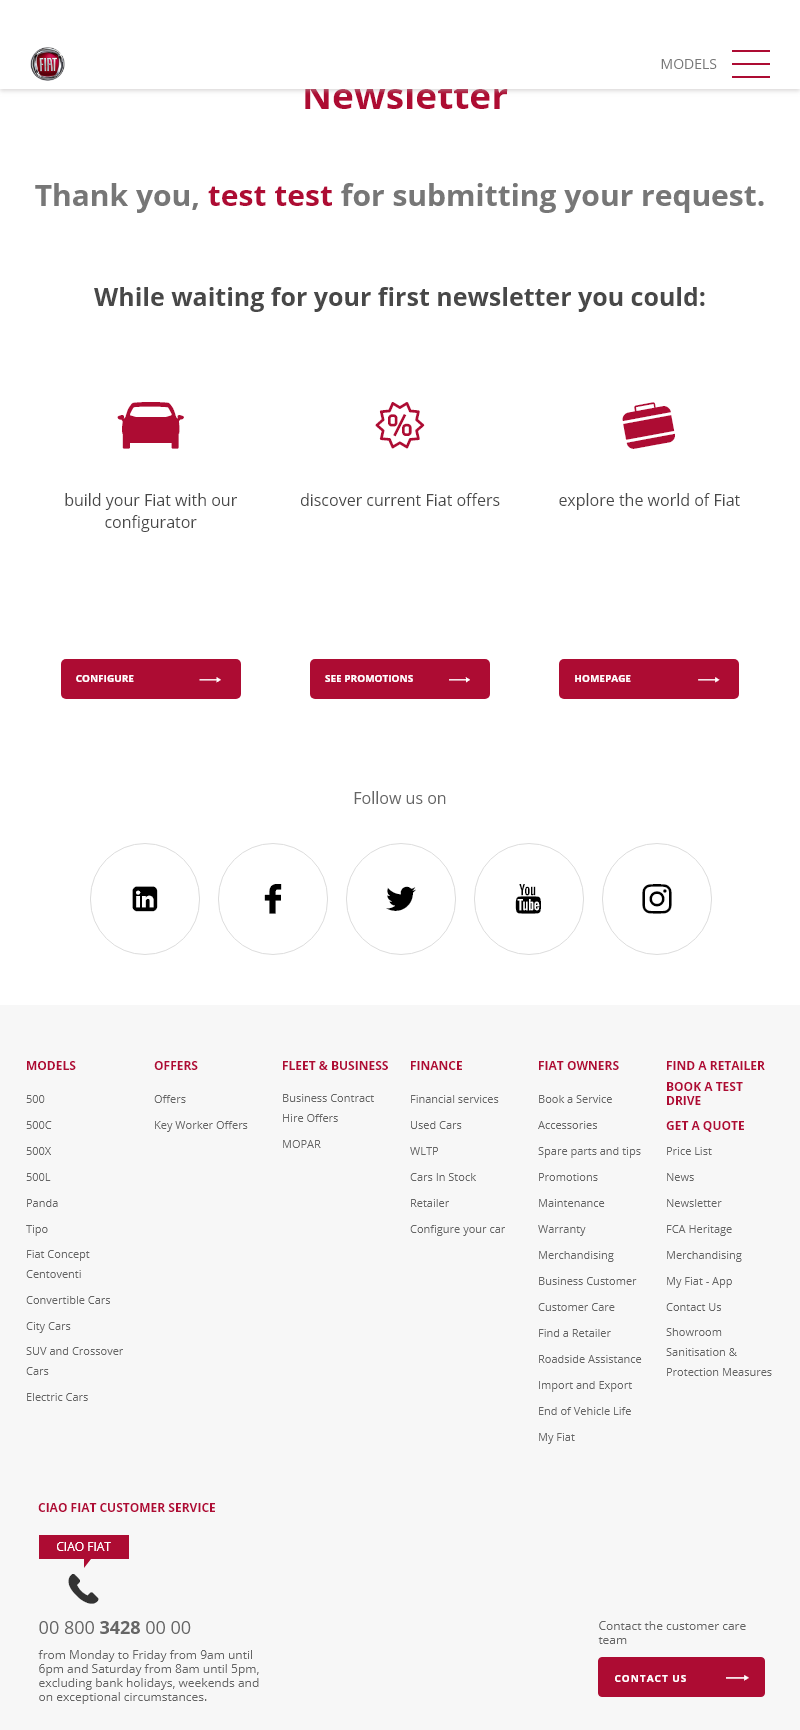 FIAT
MODELS
Newsletter
Thank you, test test for submitting your request.
While waiting for your first newsletter you could:
build your Fiat with our
configurator
discover current Fiat offers
explore the world of Fiat
CONFIGURE
SEE PROMOTIONS
HOMEPAGE
Follow us on
in
f
You
Tube
MODELS
500
500C
500X
500L
Panda
Tipo
Fiat Concept
Centoventi
Convertible Cars
City Cars
SUV and Crossover
Cars
Electric Cars
OFFERS
Offers
Key Worker Offers
FLEET & BUSINESS
Business Contract
Hire Offers
MOPAR
FINANCE
Financial services
Used Cars
WLTP
Cars In Stock
Retailer
Configure your car
FIAT OWNERS
Book a Service
Accessories
Spare parts and tips
Promotions
Maintenance
Warranty
Merchandising
Business Customer
Customer Care
Find a Retailer
Roadside Assistance
Import and Export
End of Vehicle Life
My Fiat
FIND A RETAILER
BOOK A TEST
DRIVE
GET A QUOTE
Price List
News
Newsletter
FCA Heritage
Merchandising
My Fiat - App
Contact Us
Showroom
Sanitisation &
Protection Measures
CIAO FIAT CUSTOMER SERVICE
CIAO FIAT
00 800 3428 00 00
from Monday to Friday from 9am until
6pm and Saturday from 8am until 5pm,
excluding bank holidays, weekends and
on exceptional circumstances.
Contact the customer care
team
CONTACT US